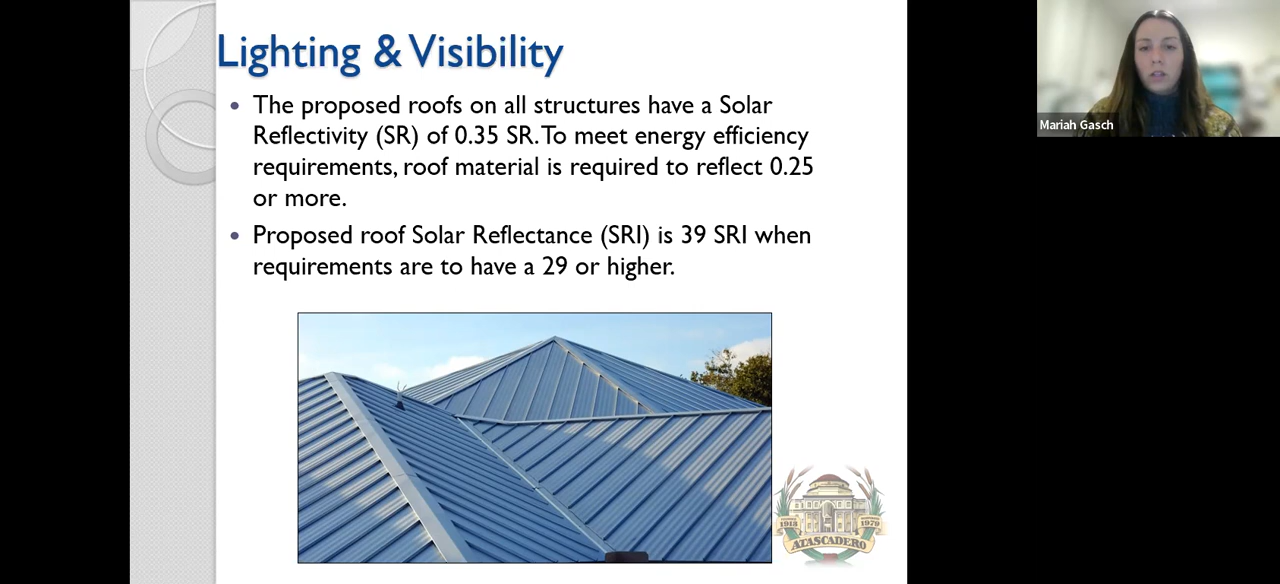 Lighting & Visibility
• The proposed roofs on all structures have a Solar
Reflectivity (SR) of 0.35 SR. To meet energy efficiency
requirements, roof material is required to reflect 0.25
or more.
• Proposed roof Solar Reflectance (SRI) is 39 SRI when
requirements are to have a 29 or higher.
Mariah Gasch
1913
1979
ATASCADERO